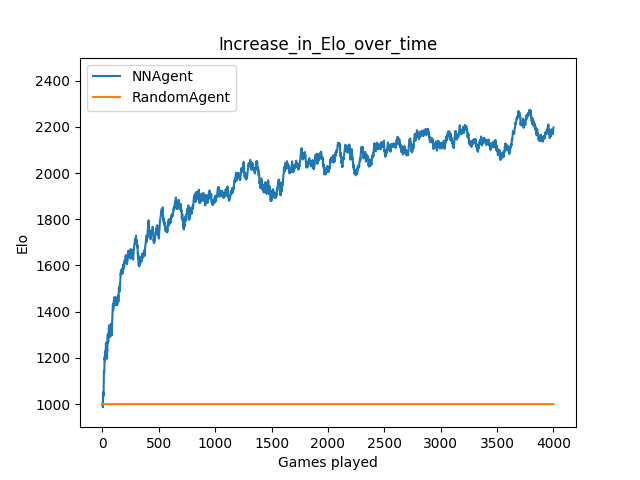 Increase_in_Elo_over_time
NNAgent
RandomAgent
2400
2200
2000
1800
1600
1400
1200
1000
Elo
0 500 1000 1500 2000 2500 3000 3500 4000
Games played